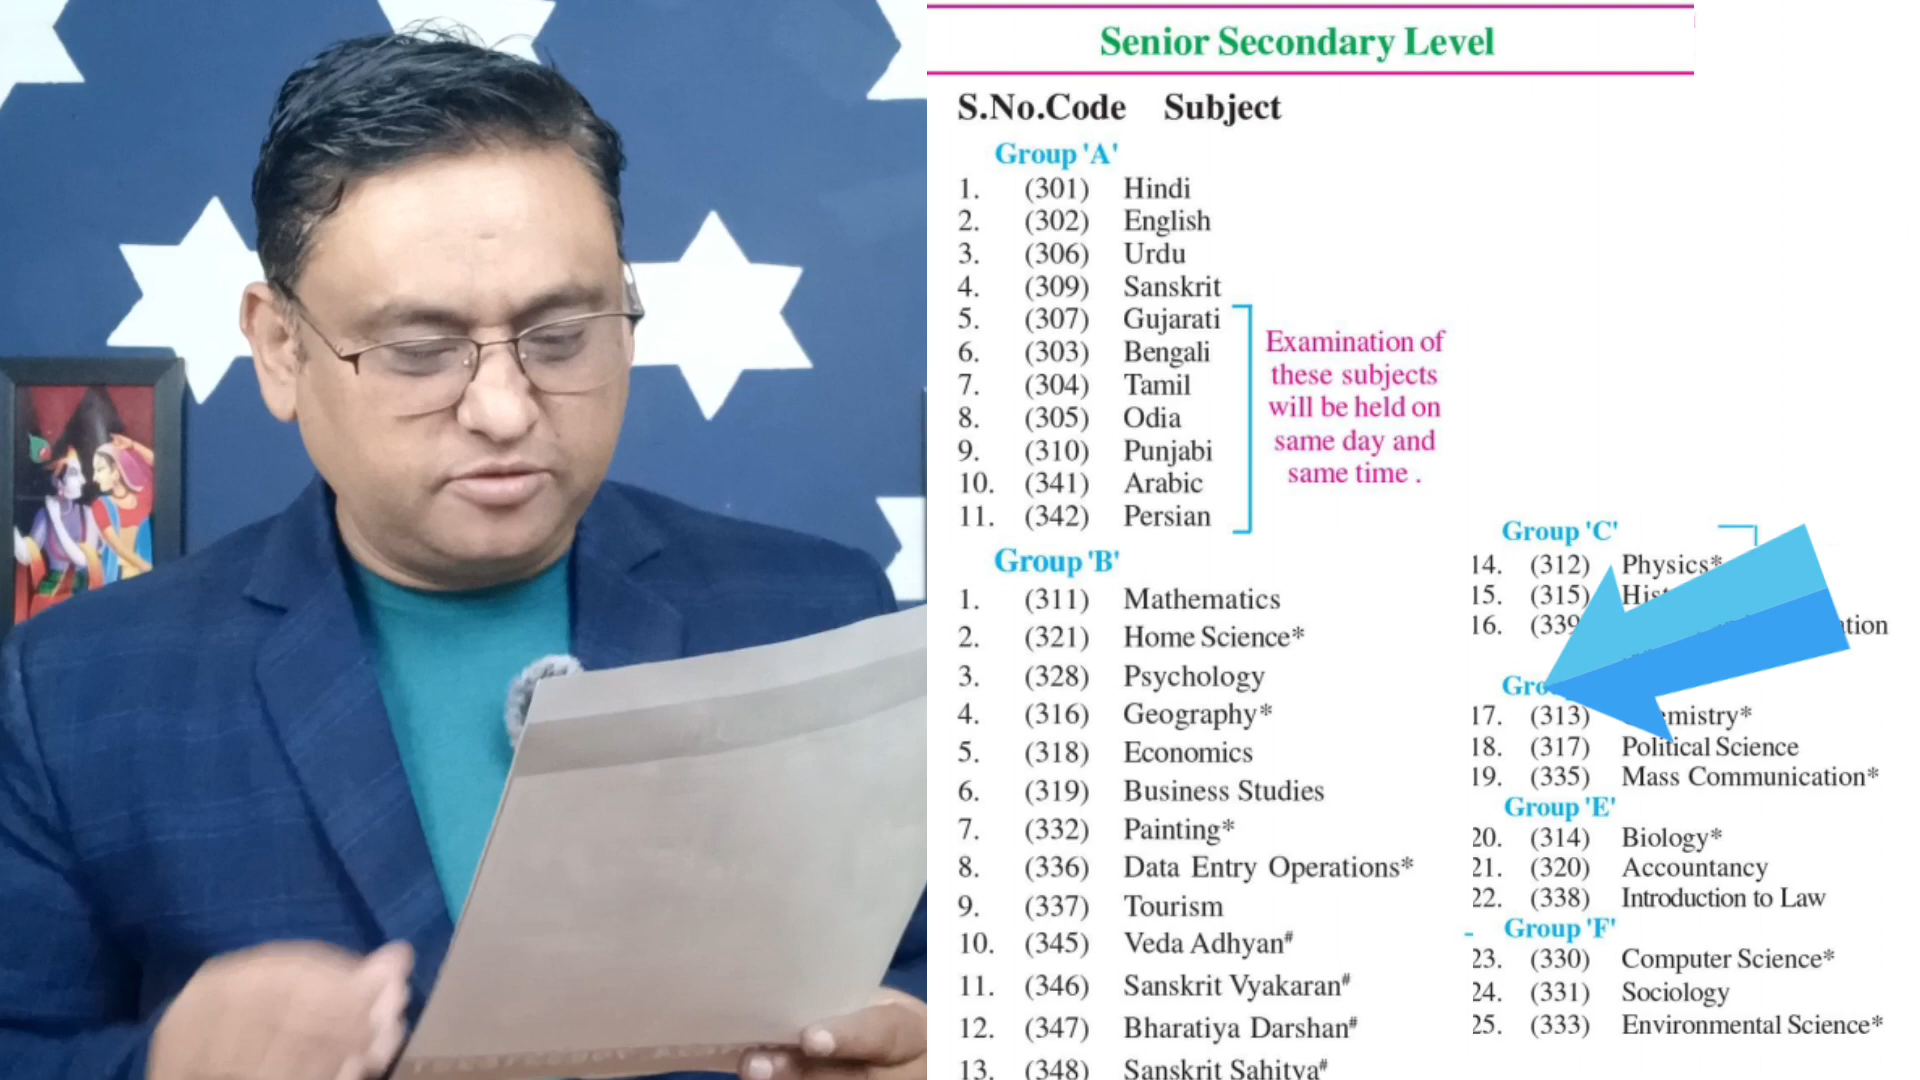 Senior Secondary Level
S.No.Code Subject
Group 'A'
1. (301) Hindi
2. (302) English
3. (306) Urdu
4. (309) Sanskrit
5. (307) Gujarati
6. (303) Bengali
7. (304) Tamil
8. (305) Odia
9. (310) Punjabi
10. (341) Arabic
11. (342) Persian
Examination of
these subjects
will be held on
same day and
same time .
Group 'B'
1. (311) Mathematics
2. (321) Home Science*
3. (328) Psychology
4. (316) Geography*
5. (318) Economics
6. (319) Business Studies
7. (332) Painting*
8. (336) Data Entry Operations*
9. (337) Tourism
10. (345) Veda Adhyan#
11. (346) Sanskrit Vyakaran#
12. (347) Bharatiya Darshan#
13. (348) Sanskrit Sahitya#
Group 'C'
14. (312) Physics*
15. (315)
16.
17. (313)
18. (317) Political Science
19. (335) Mass Communication*
Group 'E'
20. (314) Biology*
21. (320) Accountancy
22. (338) Introduction to Law
Group 'F'
23. (330) Computer Science*
24. (331) Sociology
25. (333) Environmental Science*